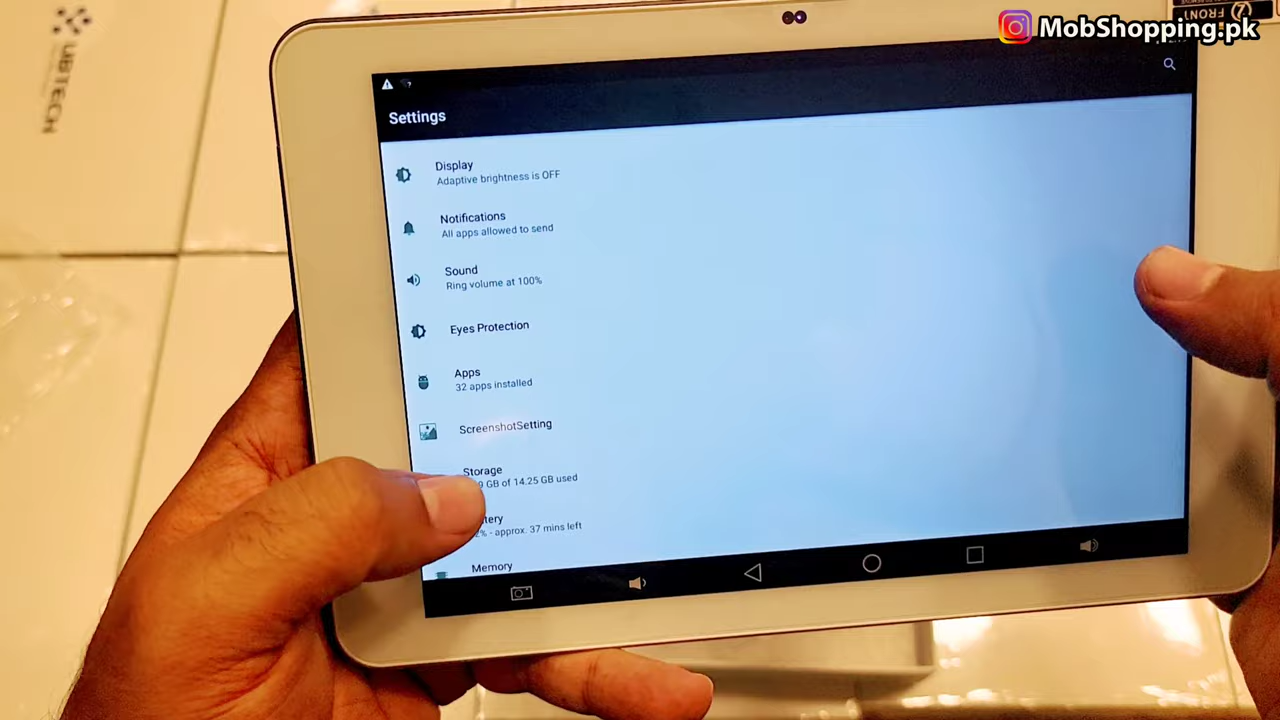 MobShopping.pk
FRONT
UBTECH
Settings
Display
Adaptive brightness is OFF
Notifications
All apps allowed to send
Sound
Ring volume at 100%
Eyes Protection
Apps
32 apps installed
ScreenshotSetting
Storage
GB of 14.25 GB used
- approx. 37 mins left
Memory